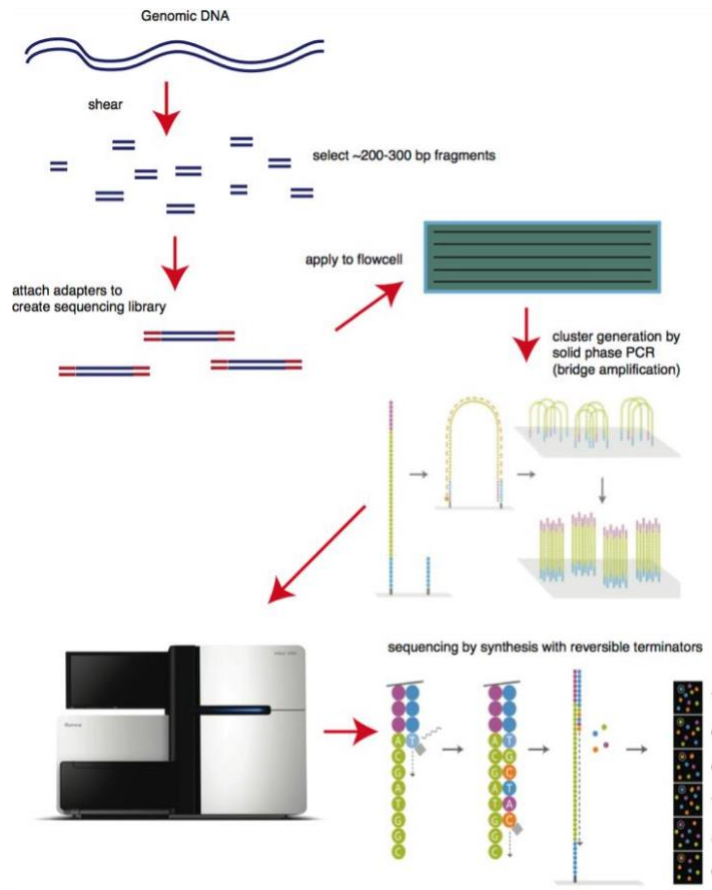 Genomic DNA
shear
select ~200-300 bp fragments
apply to flowcell
attach adapters to
create sequencing library
cluster generation by
solid phase PCR
(bridge amplification)
sequencing by synthesis with reversible terminators
A T
C
G
A
T
G
G
C
A T
C G
G C
A T
T A
G C
G
C